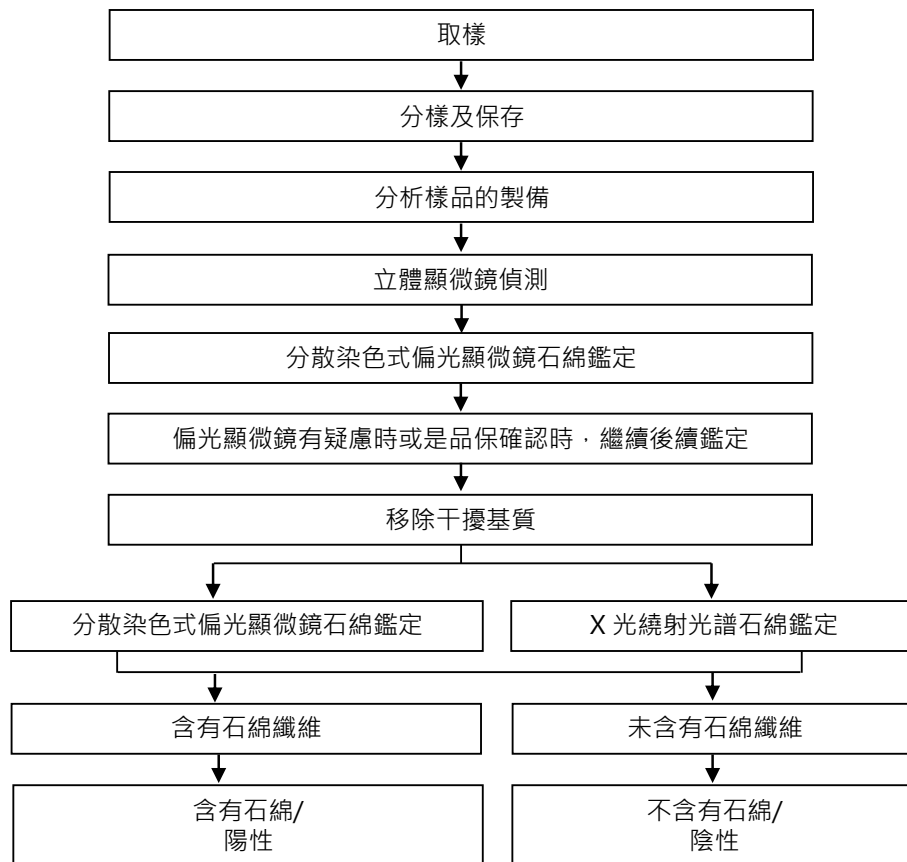 取樣
分樣及保存
分析樣品的製備
立體顯微鏡偵測
分散染色式偏光顯微鏡石綿鑑定
偏光顯微鏡有疑慮時或是品保確認時，繼續後續鑑定
移除干擾基質
分散染色式偏光顯微鏡石綿鑑定
X 光繞射光譜石綿鑑定
含有石綿纖維
未含有石綿纖維
含有石綿/
陽性
不含有石綿/
陰性